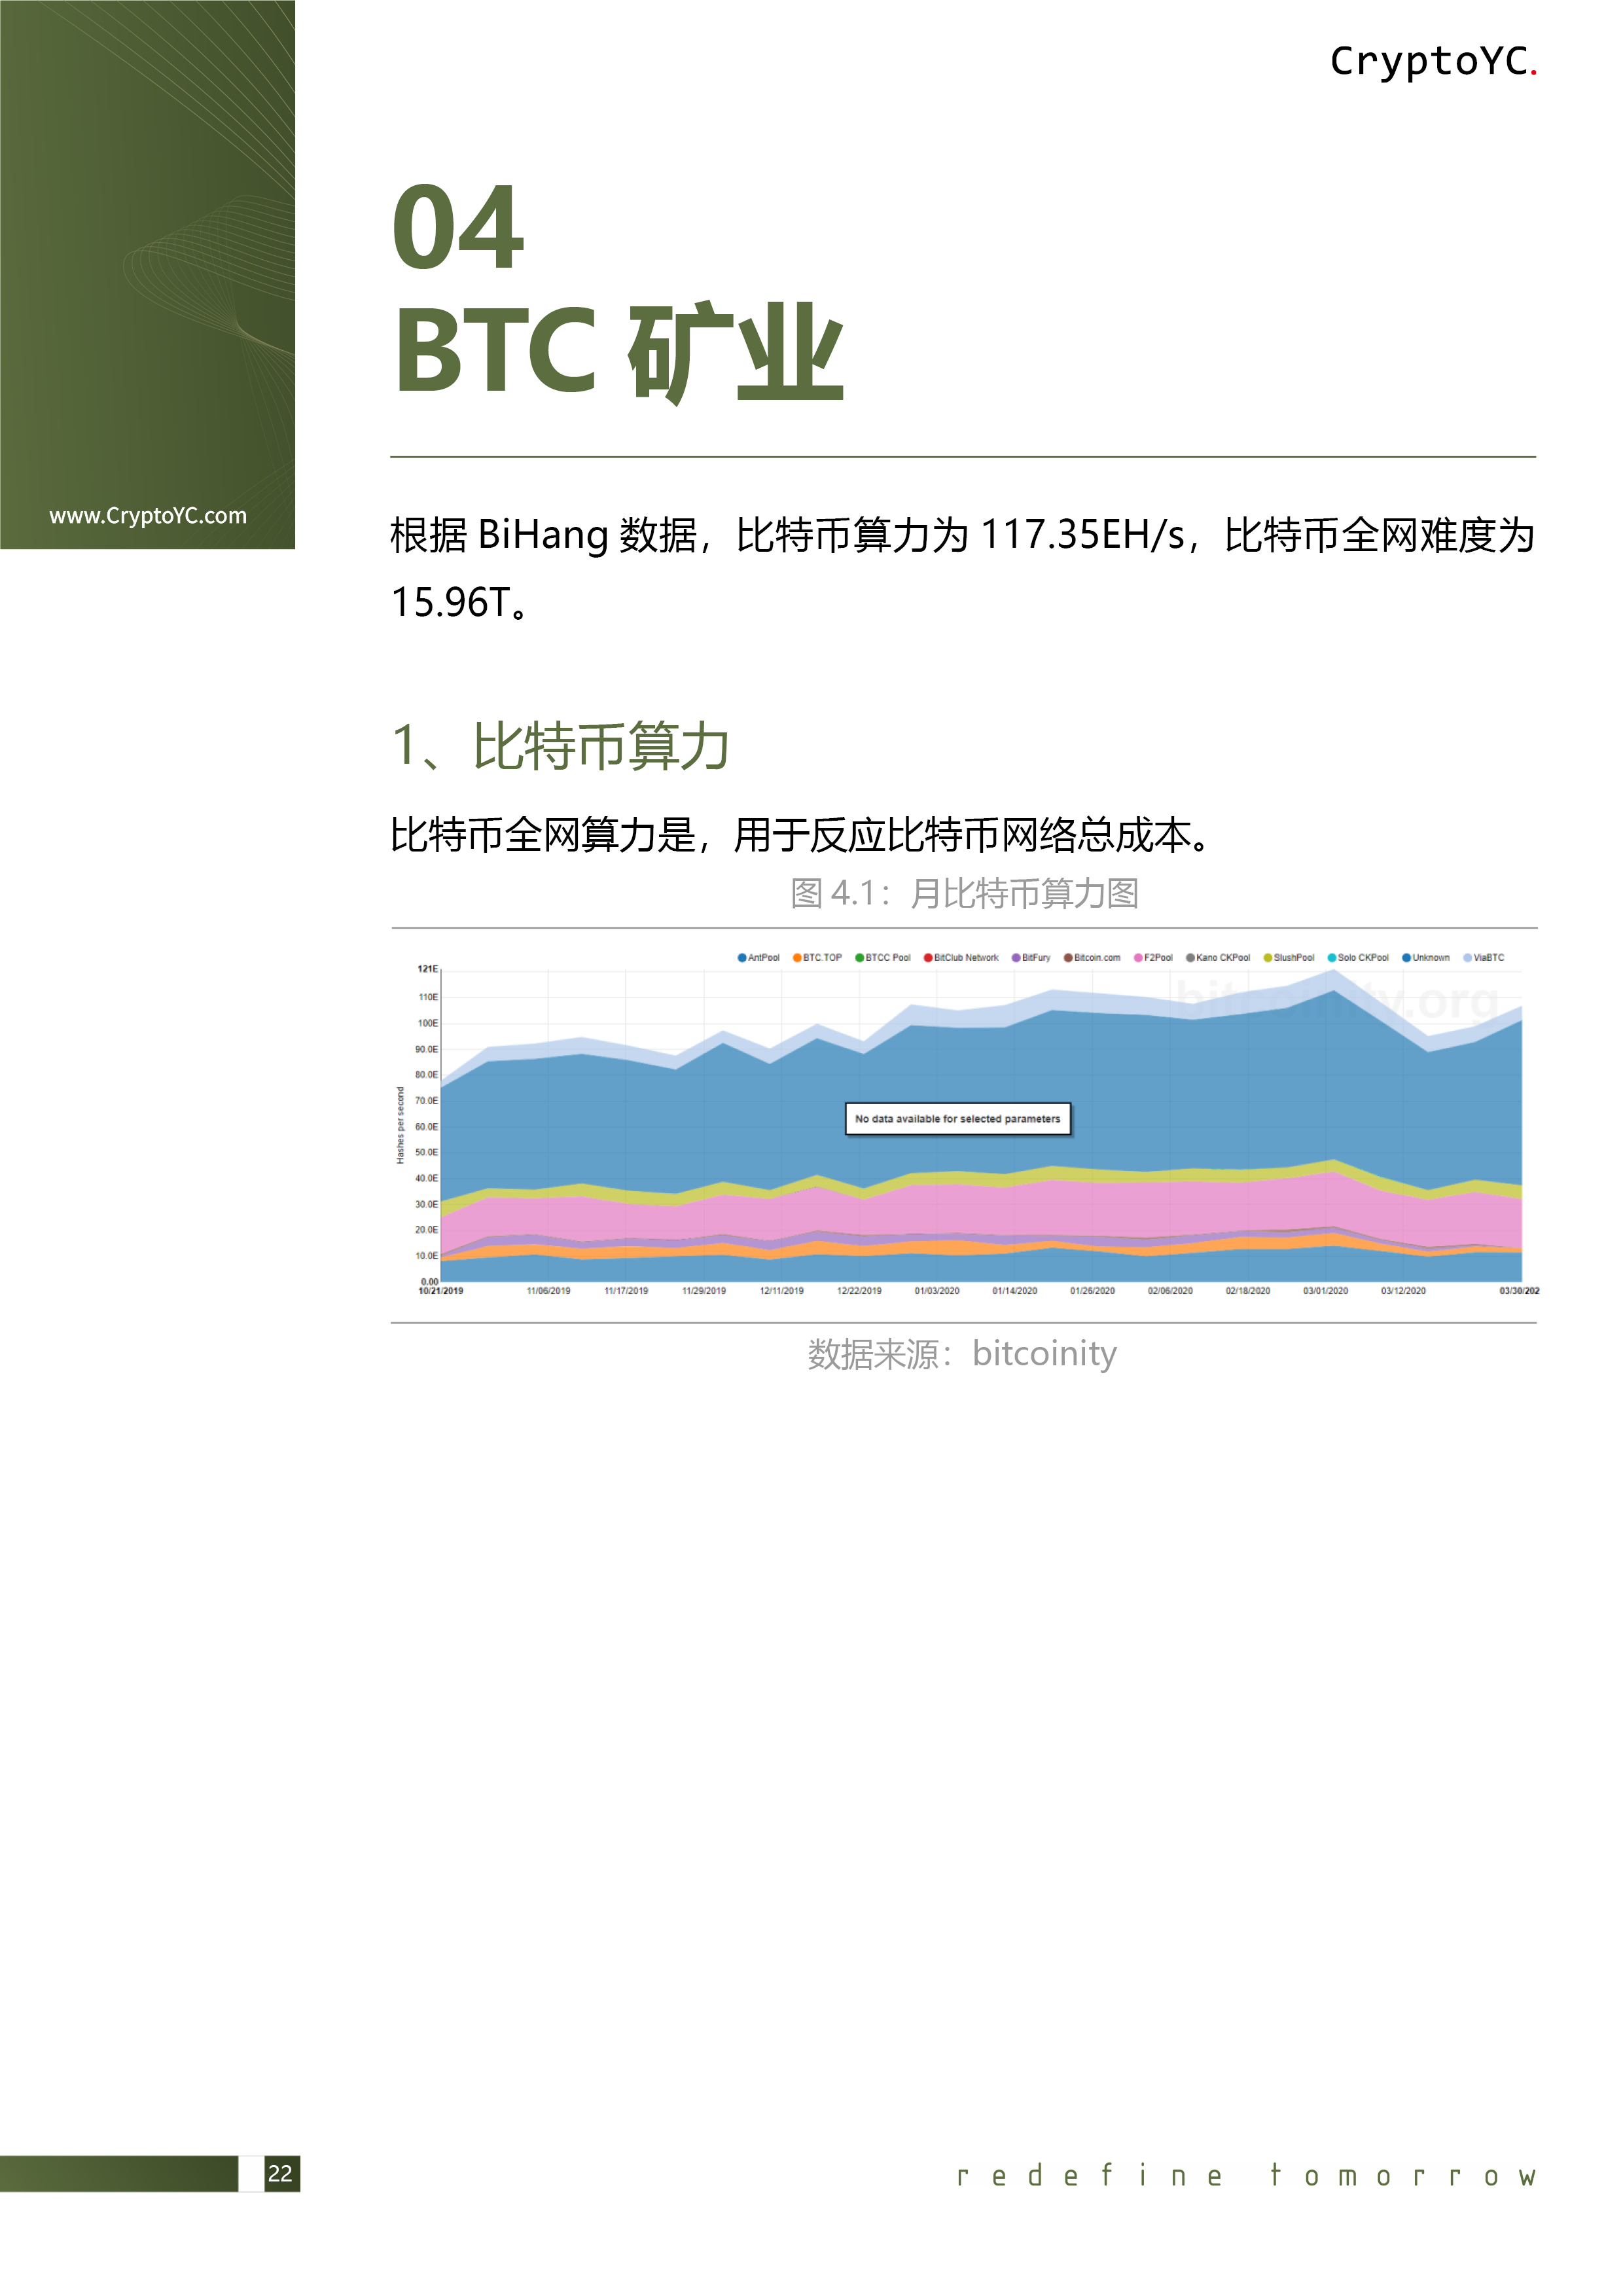 CryptoYC.
04
BTC 矿业
www.CryptoYC.com
根据 BiHang 数据，比特币算力为 117.35EH/s，比特币全网难度为
15.96T。
1、比特币算力
比特币全网算力是，用于反应比特币网络总成本。
图 4.1：月比特币算力图
AntPool BTC.TOP BTCC Pool BitClub Network BitFury Bitcoin.com F2Pool Kano CKPool SlushPool Solo CKPool Unknown ViaBTC
bitcoinity.org
121E
110E
100E
90.0E
80.0E
70.0E
60.0E
50.0E
40.0E
30.0E
20.0E
10.0E
0.00
Hashes per second
No data available for selected parameters
10/21/2019 11/06/2019 11/17/2019 11/29/2019 12/11/2019 12/22/2019 01/03/2020 01/14/2020 01/26/2020 02/06/2020 02/18/2020 03/01/2020 03/12/2020 03/30/202
数据来源：bitcoinity
22
redefine tomorrow